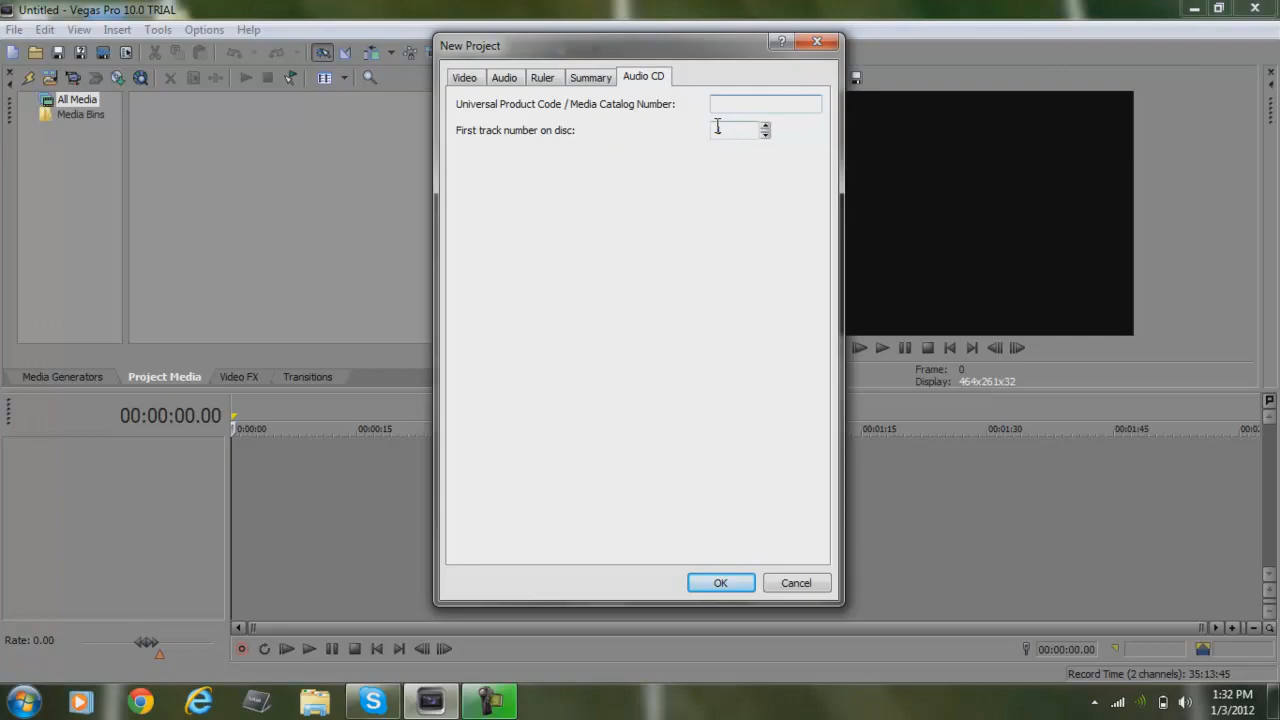 Untitled - Vegas Pro 10.0 TRIAL
File Edit View Insert Tools Options Help
New Project
Video Audio Ruler Summary Audio CD
Universal Product Code / Media Catalog Number:
First track number on disc:
All Media
Media Bins
Media Generators Project Media Video FX Transitions
Frame: 0
Display: 464x261x32
00:00:00.00
0:00:00 00:00:15 00:01:15 00:01:30 00:01:45
OK Cancel
Rate: 0.00
00:00:00.00
Record Time (2 channels): 35:13:45
1:32 PM
1/3/2012